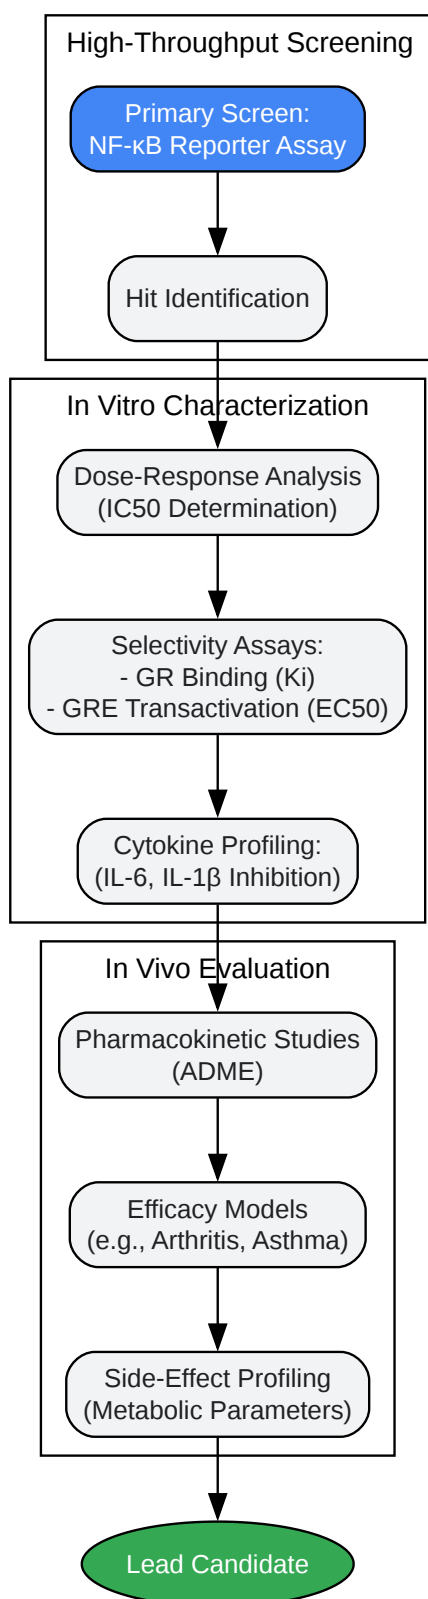 High-Throughput Screening
Primary Screen:
NF-κB Reporter Assay
Hit Identification
In Vitro Characterization
Dose-Response Analysis
(IC50 Determination)
Selectivity Assays:
- GR Binding (Ki)
- GRE Transactivation (EC50)
Cytokine Profiling:
(IL-6, IL-1β Inhibition)
In Vivo Evaluation
Pharmacokinetic Studies
(ADME)
Efficacy Models
(e.g., Arthritis, Asthma)
Side-Effect Profiling
(Metabolic Parameters)
Lead Candidate